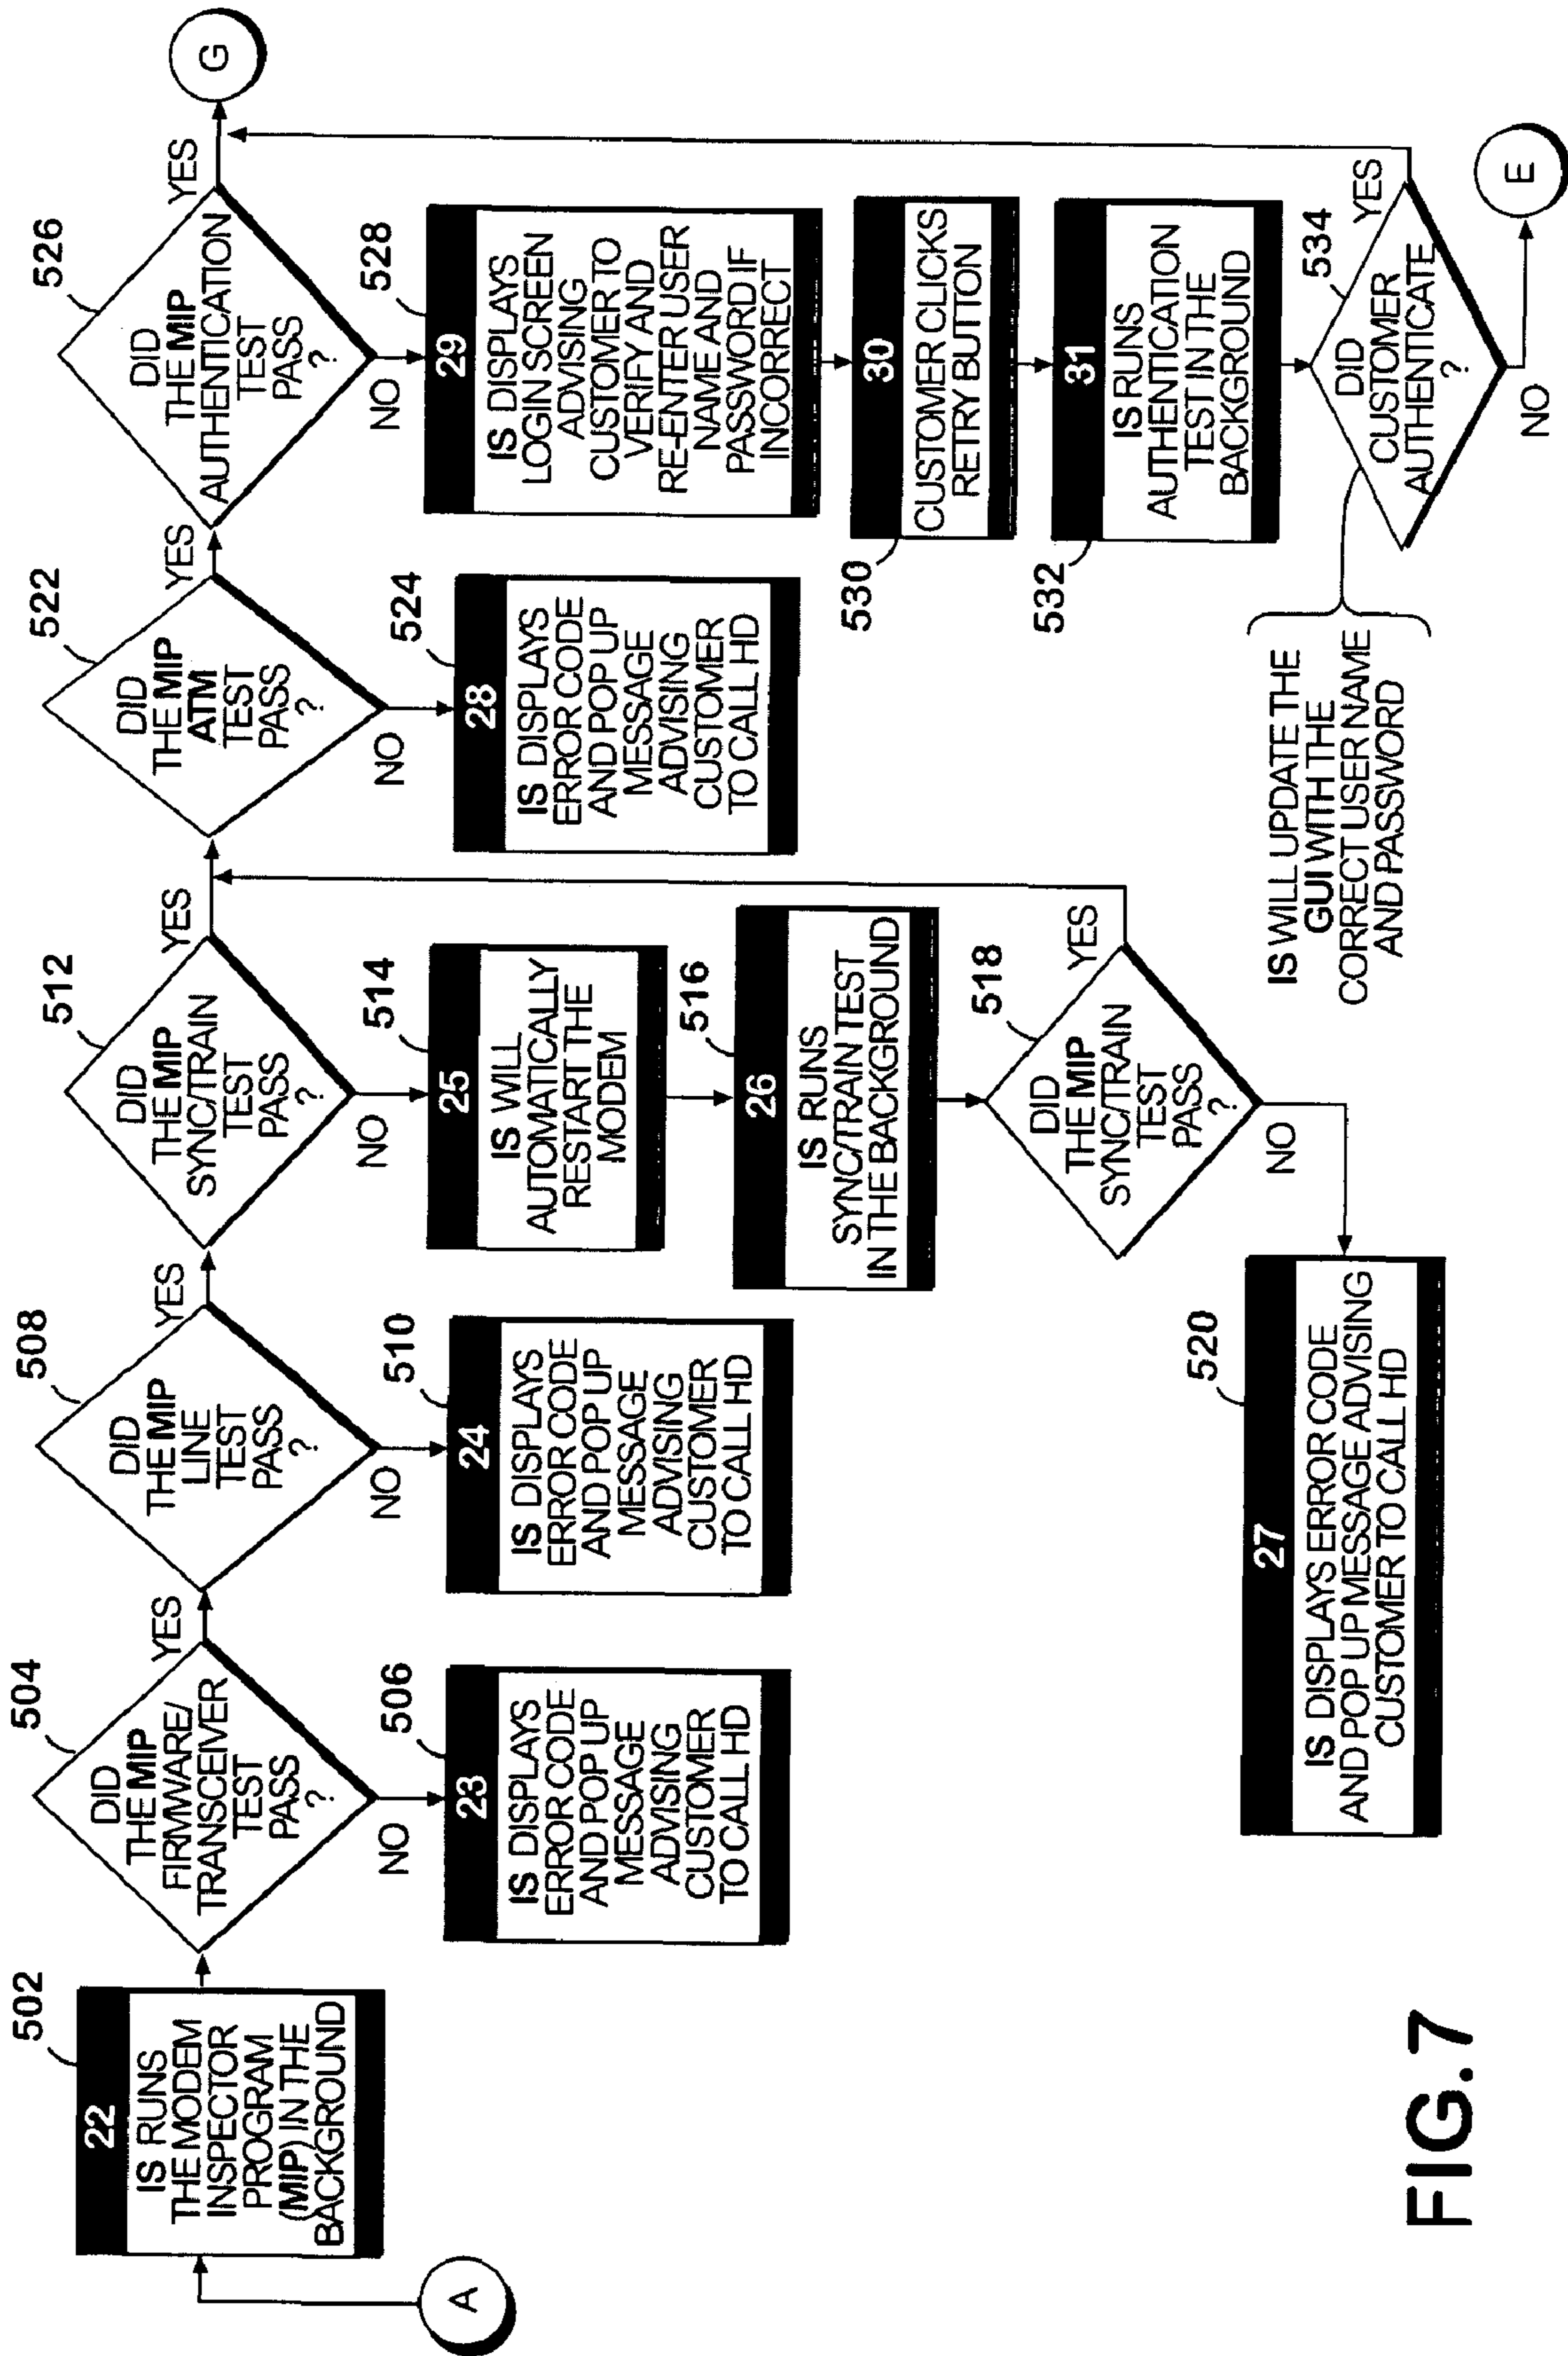 A
502
22
IS RUNS
THE MODEM
INSPECTOR
PROGRAM
(MIP) IN THE
BACKGROUND
504
DID
THE MIP
FIRMWARE/
TRANSCEIVER
TEST
PASS
?
YES
NO
506
23
IS DISPLAYS
ERROR CODE
AND POP UP
MESSAGE
ADVISING
CUSTOMER
TO CALL HD
508
DID
THE MIP
LINE
TEST
PASS
?
YES
NO
510
24
IS DISPLAYS
ERROR CODE
AND POP UP
MESSAGE
ADVISING
CUSTOMER
TO CALL HD
512
DID
THE MIP
SYNC/TRAIN
TEST
PASS
?
YES
NO
514
25
IS WILL
AUTOMATICALLY
RESTART THE
MODEM
516
26
IS RUNS
SYNC/TRAIN TEST
IN THE BACKGROUND
518
DID
THE MIP
SYNC/TRAIN
TEST
PASS
?
YES
NO
520
27
IS DISPLAYS ERROR CODE
AND POP UP MESSAGE ADVISING
CUSTOMER TO CALL HD
522
DID
THE MIP
ATM
TEST
PASS
?
YES
NO
524
28
IS DISPLAYS
ERROR CODE
AND POP UP
MESSAGE
ADVISING
CUSTOMER
TO CALL HD
526
DID
THE MIP
AUTHENTICATION
TEST
PASS
?
YES
G
NO
528
29
IS DISPLAYS
LOGIN SCREEN
ADVISING
CUSTOMER TO
VERIFY AND
RE-ENTER USER
NAME AND
PASSWORD IF
INCORRECT
530
30
CUSTOMER CLICKS
RETRY BUTTON
532
31
IS RUNS
AUTHENTICATION
TEST IN THE
BACKGROUND
534
DID
CUSTOMER
AUTHENTICATE
?
YES
NO
E
IS WILL UPDATE THE
GUI WITH THE
CORRECT USER NAME
AND PASSWORD
FIG.7